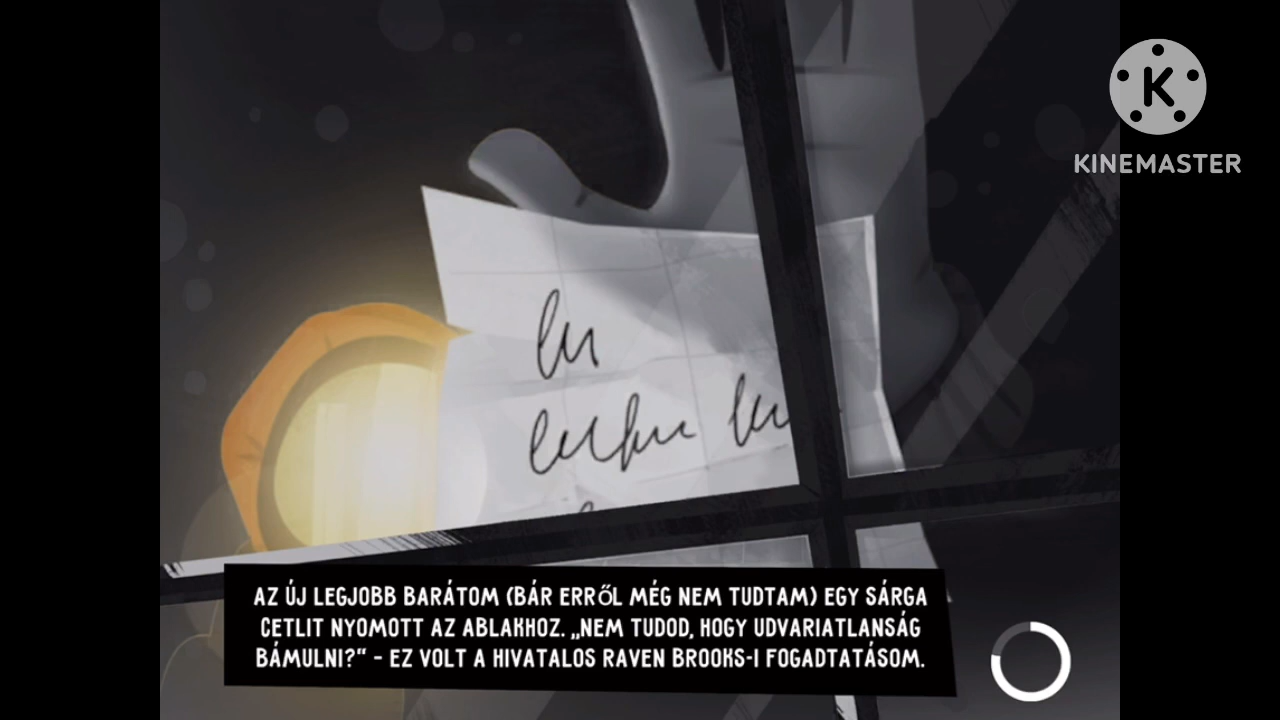 KINEMASTER
AZ ÚJ LEGJOBB BARÁTOM (BÁR ERRŐL MÉG NEM TUDTAM) EGY SÁRGA
CETLIT NYOMOTT AZ ABLAKHOZ. „NEM TUDOD, HOGY UDVARIATLANSÁG
BÁMULNI?” – EZ VOLT A HIVATALOS RAVEN BROOKS-I FOGADTATÁSOM.